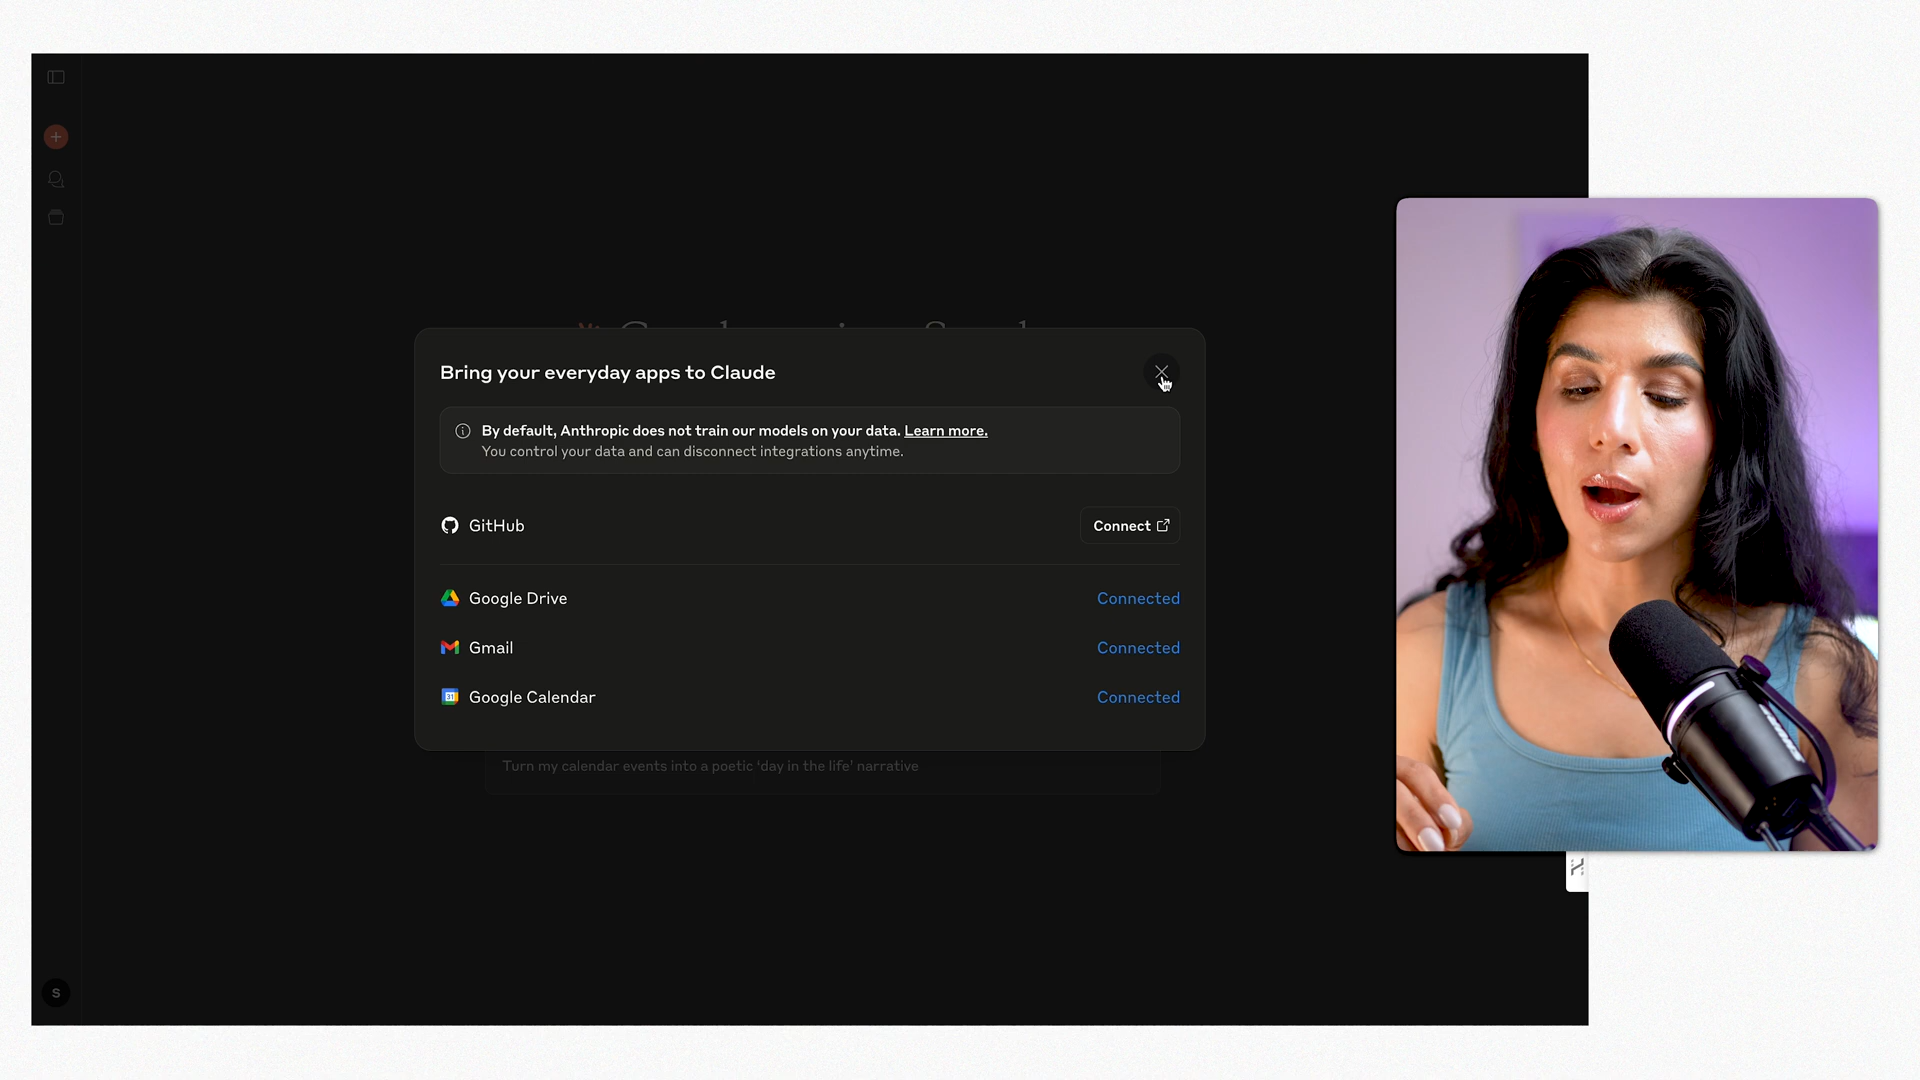 Bring your everyday apps to Claude
By default, Anthropic does not train our models on your data. Learn more.
You control your data and can disconnect integrations anytime.
GitHub
Connect
Google Drive
Connected
Gmail
Connected
31
Google Calendar
Connected
Turn my calendar events into a poetic ‘day in the life’ narrative
S